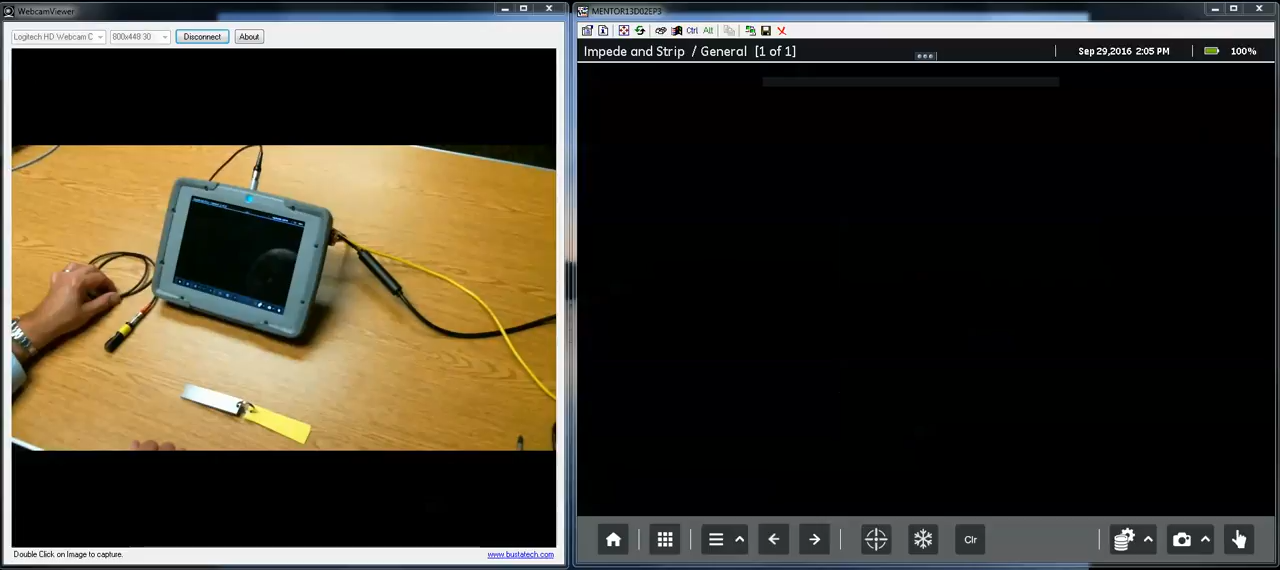 WebcamViewer
Logitech HD Webcam C
800x448 30
Disconnect
About
Double Click on Image to capture.
www.bustatech.com
MENTOR13D02EP3
Ctrl
Alt
Impede and Strip / General [1 of 1]
Sep 29,2016 2:05 PM
100%
Clr